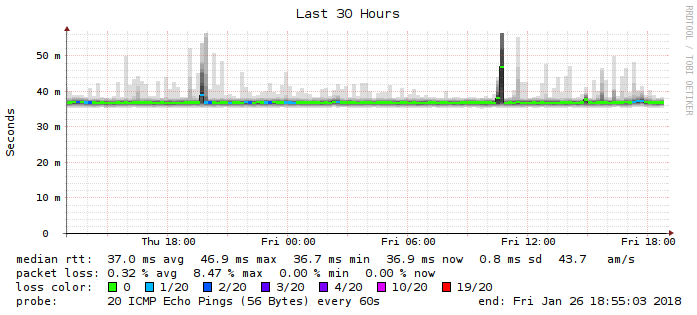 Last 30 Hours
RRDTOOL / TOBI OETIKER
Seconds
50 m
40 m
30 m
20 m
10 m
0
Thu 18:00 Fri 00:00 Fri 06:00 Fri 12:00 Fri 18:00
median rtt: 37.0 ms avg 46.9 ms max 36.7 ms min 36.9 ms now 0.8 ms sd 43.7 am/s
packet loss: 0.32 % avg 8.47 % max 0.00 % min 0.00 % now
loss color: 0 1/20 2/20 3/20 4/20 10/20 19/20
probe: 20 ICMP Echo Pings (56 Bytes) every 60s end: Fri Jan 26 18:55:03 2018